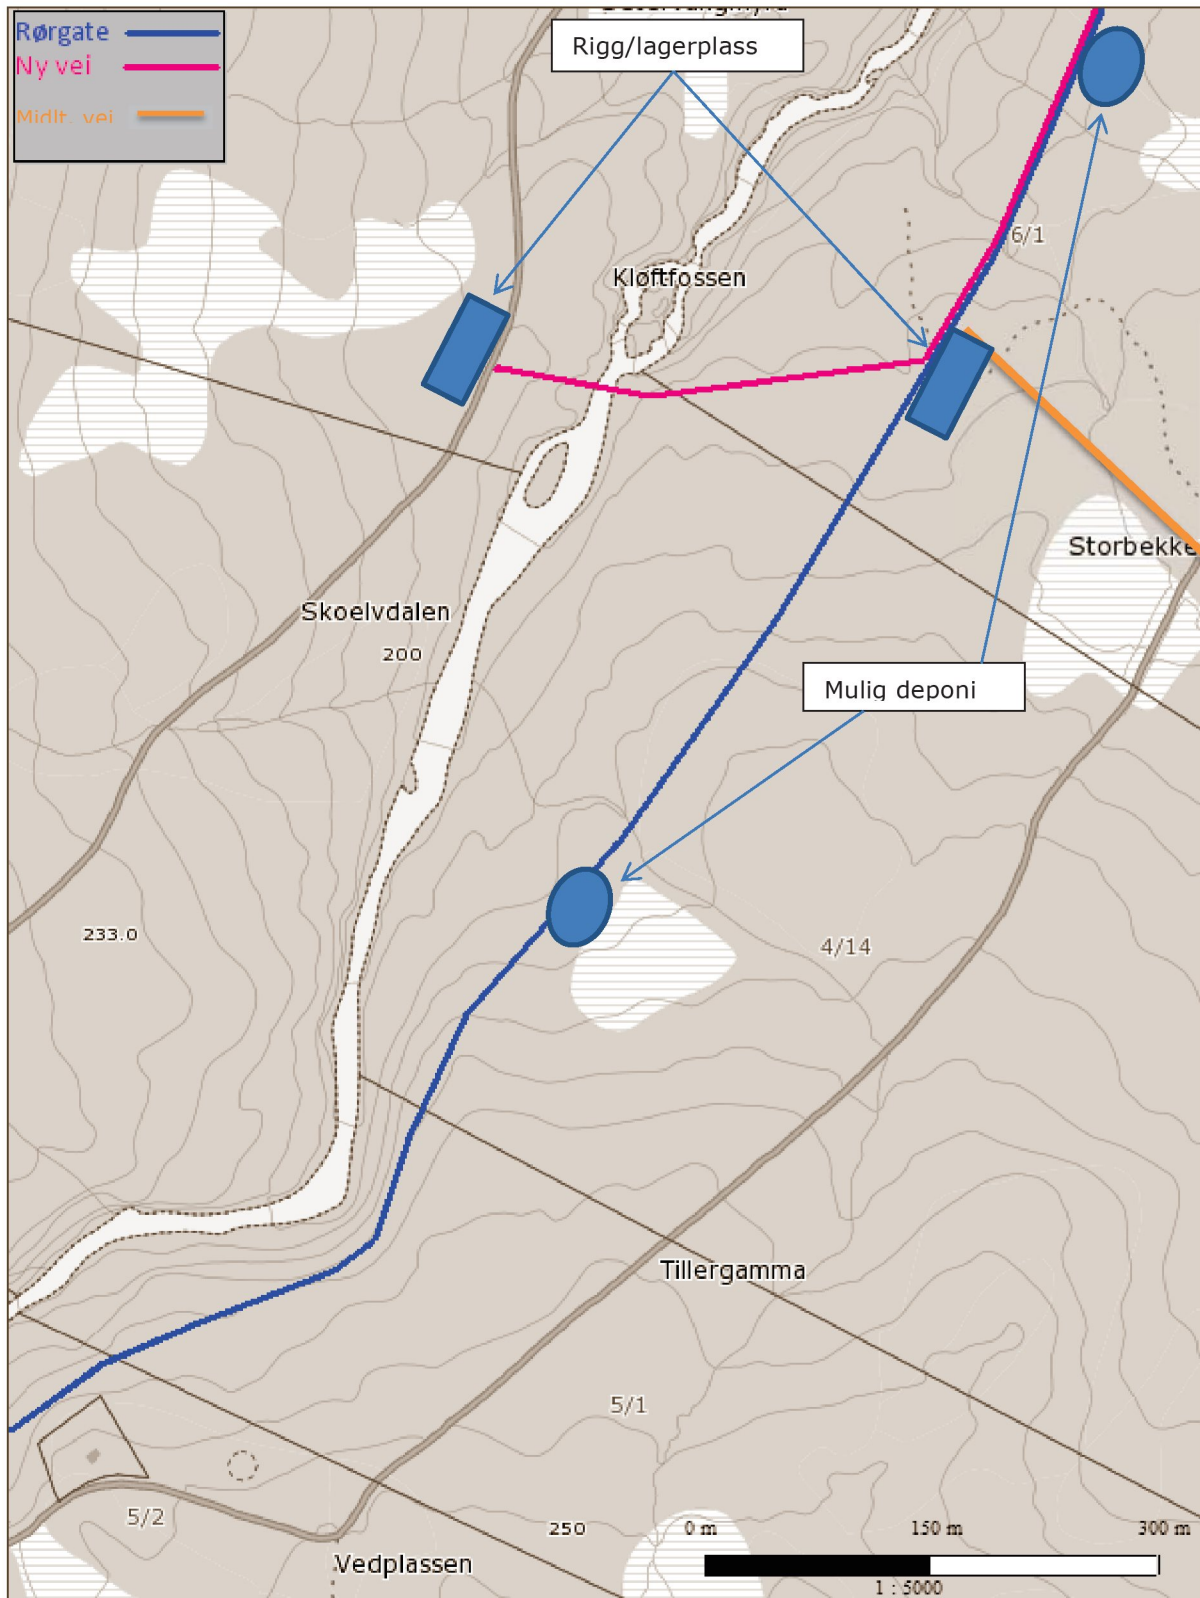 Rørgate
Ny vei
Midlt. vei
Rigg/lagerplass
6/1
Kløftfossen
Storbekke
Skoelvdalen
200
Mulig deponi
233.0
4/14
Tillergamma
5/1
5/2
250
Vedplassen
0 m 150 m 300 m
1 : 5000